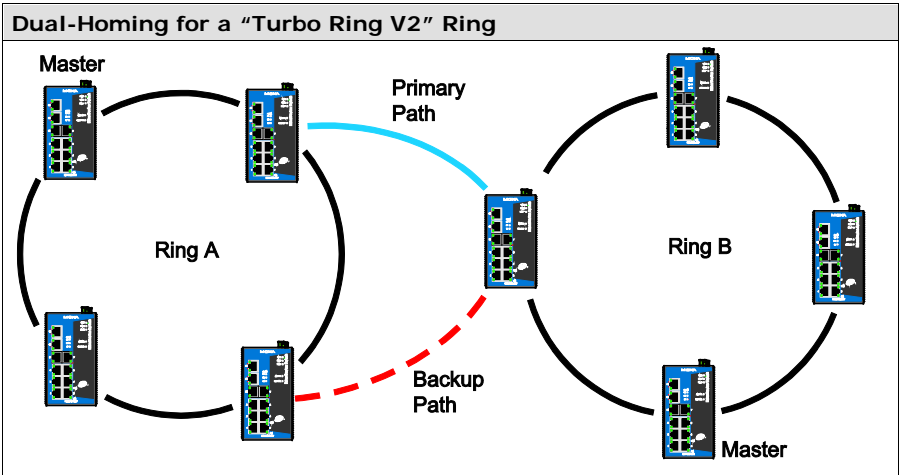 Dual-Homing for a “Turbo Ring V2” Ring
Master
Primary
Path
Ring A
Ring B
Backup
Path
Master